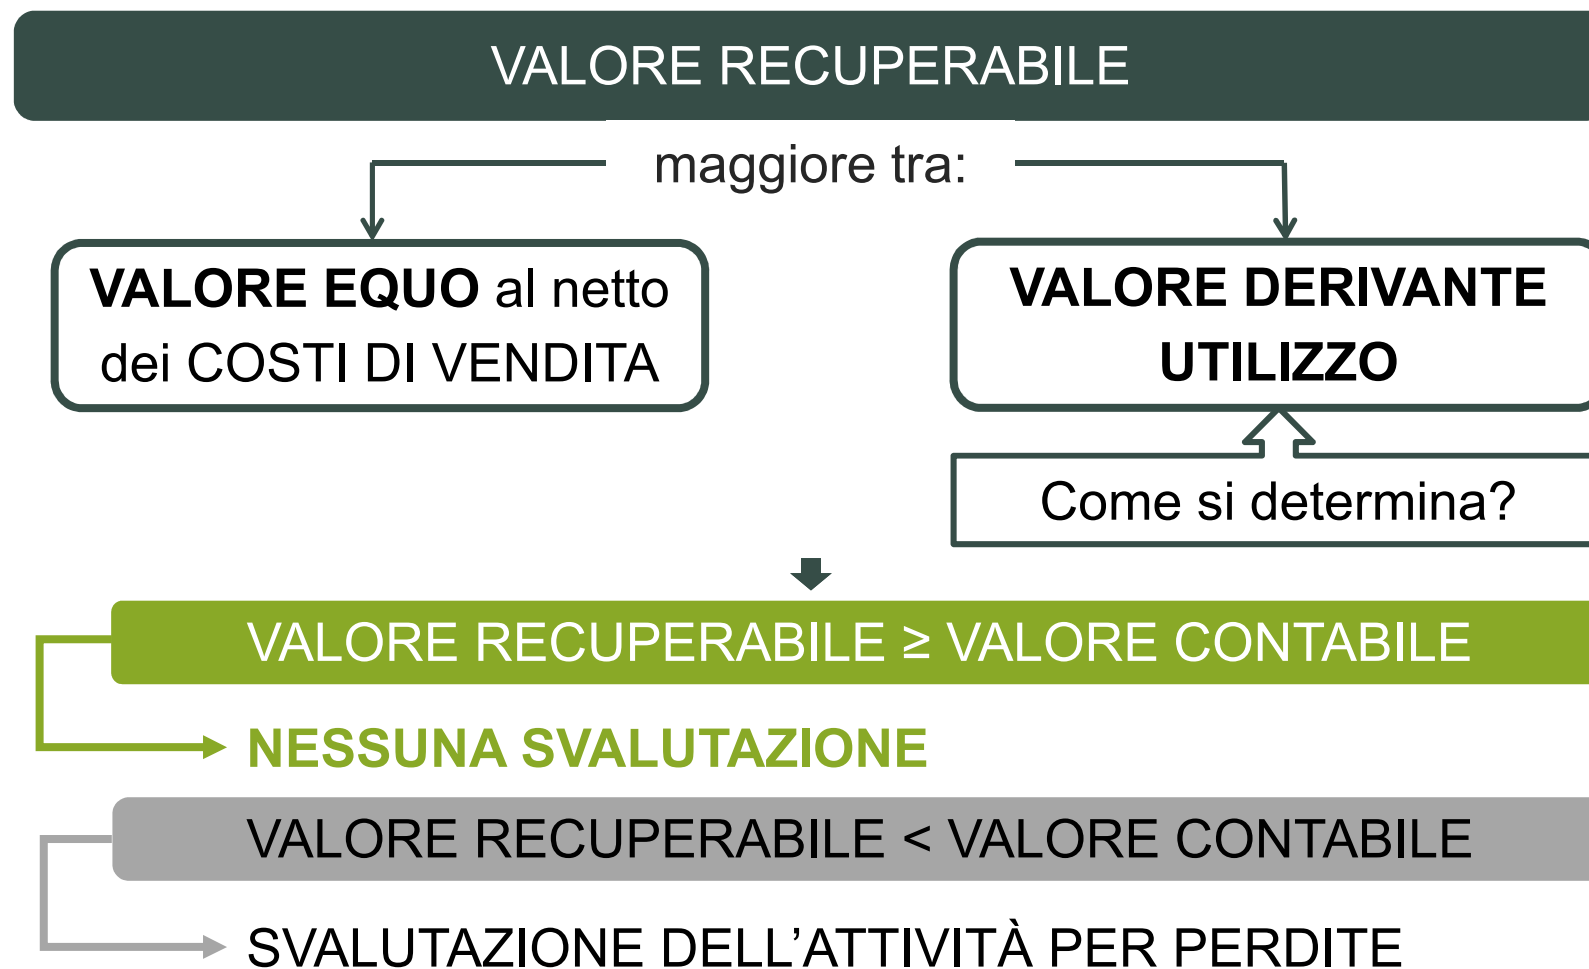 VALORE RECUPERABILE
maggiore tra:
VALORE EQUO al netto
dei COSTI DI VENDITA
VALORE DERIVANTE
UTILIZZO
Come si determina?
VALORE RECUPERABILE ≥ VALORE CONTABILE
NESSUNA SVALUTAZIONE
VALORE RECUPERABILE < VALORE CONTABILE
SVALUTAZIONE DELL’ATTIVITÀ PER PERDITE